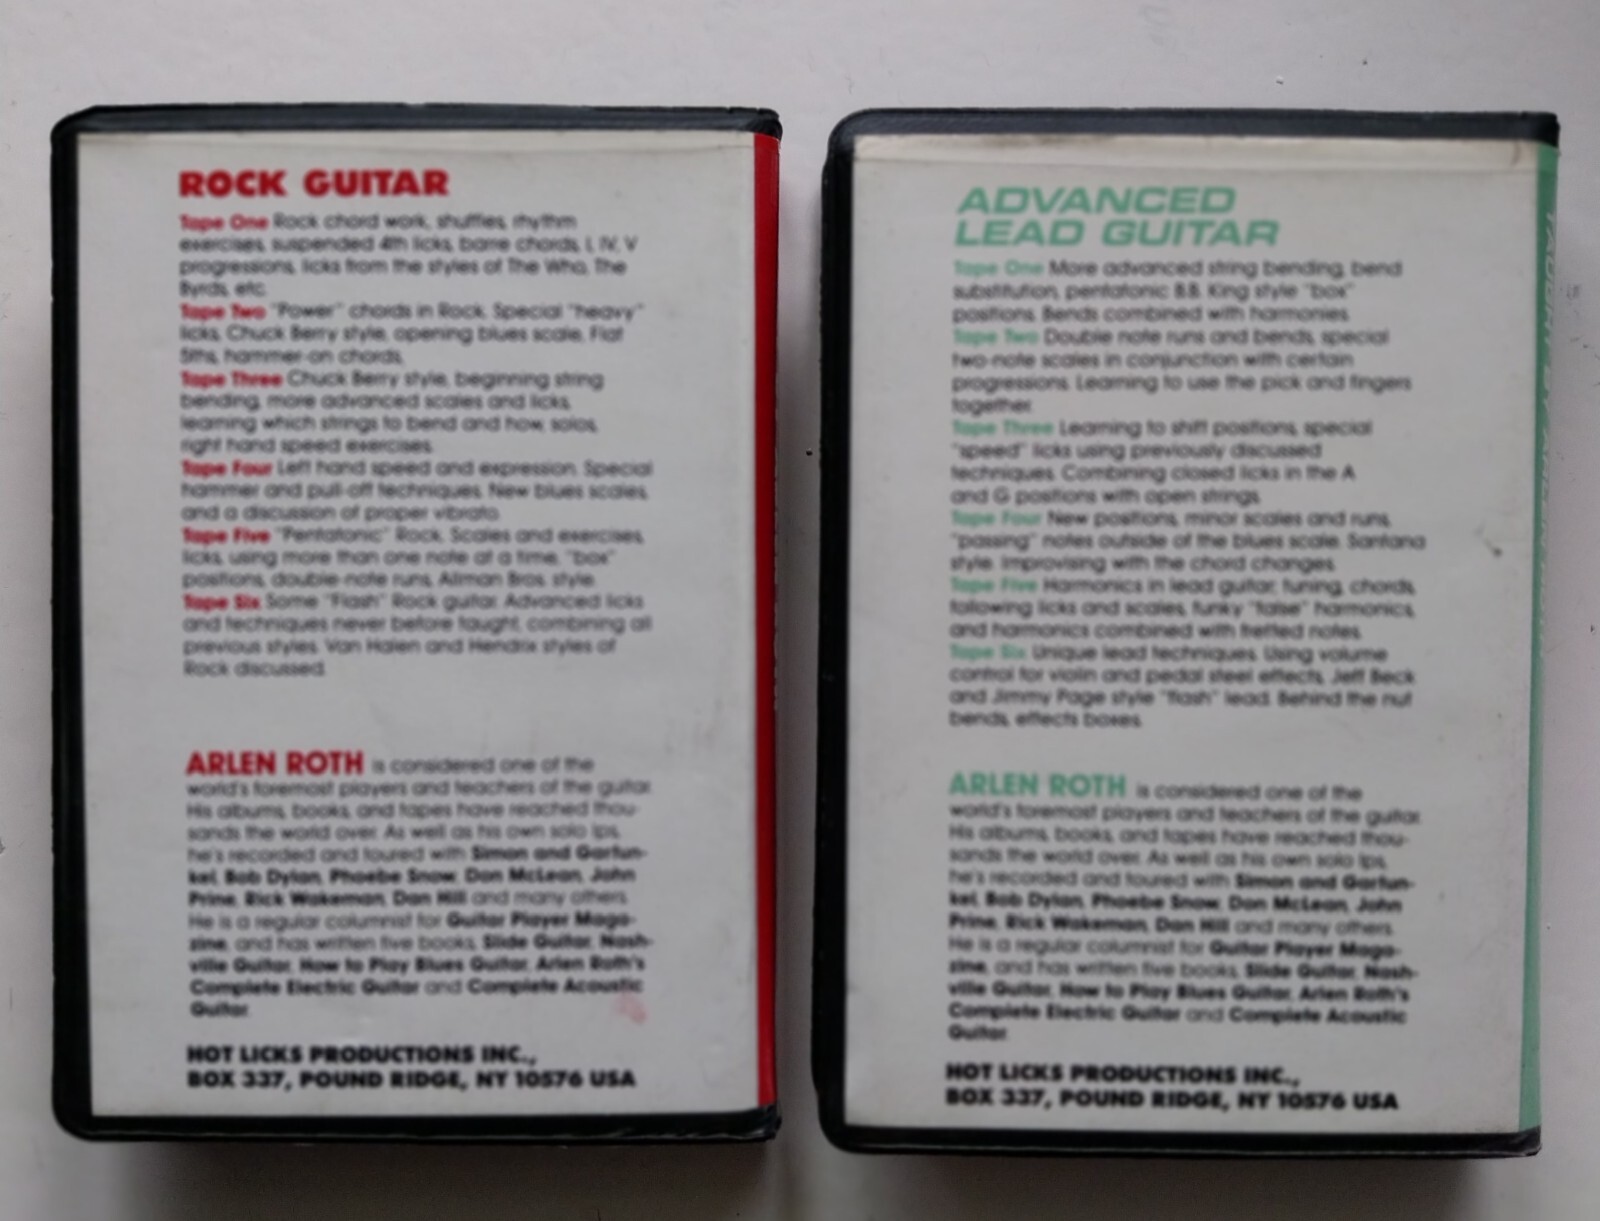 ROCK GUITAR
Tape One Rock chord work, shuffles, rhythm
exercises, suspended 4th licks, barre chords, I, IV, V
progressions, licks from the styles of The Who, The
Byrds, etc.
Tape Two "Power" chords in Rock. Special "heavy"
licks, Chuck Berry style, opening blues scale, Flat
5ths, hammer-on chords.
Tape Three Chuck Berry style, beginning string
bending, more advanced scales and licks,
learning which strings to bend and how, solos,
right hand speed exercises.
Tape Four Left hand speed and expression. Special
hammer and pull-off techniques. New blues scales,
and a discussion of proper vibrato.
Tape Five "Pentatonic" Rock. Scales and exercises,
licks, using more than one note at a time, "box"
positions, double-note runs, Allman Bros. style.
Tape Six Some "Flash" Rock guitar. Advanced licks
and techniques never before taught, combining all
previous styles. Van Halen and Hendrix styles of
Rock discussed.
ARLEN ROTH is considered one of the
world's foremost players and teachers of the guitar.
His albums, books, and tapes have reached thou-
sands the world over. As well as his own solo lps,
he's recorded and toured with Simon and Garfun-
kel, Bob Dylan, Phoebe Snow, Don McLean, John
Prine, Rick Wakeman, Dan Hill and many others.
He is a regular columnist for Guitar Player Maga-
zine, and has written five books, Slide Guitar, Nash-
ville Guitar, How to Play Blues Guitar, Arlen Roth's
Complete Electric Guitar and Complete Acoustic
Guitar.
HOT LICKS PRODUCTIONS INC.,
BOX 337, POUND RIDGE, NY 10576 USA
ADVANCED
LEAD GUITAR
Tape One More advanced string bending, bend
substitution, pentatonic B.B. King style "box"
positions. Bends combined with harmonies.
Tape Two Double note runs and bends, special
two-note scales in conjunction with certain
progressions. Learning to use the pick and fingers
together.
Tape Three Learning to shift positions, special
"speed" licks using previously discussed
techniques. Combining closed licks in the A
and G positions with open strings.
Tape Four New positions, minor scales and runs,
"passing" notes outside of the blues scale. Santana
style. Improvising with the chord changes.
Tape Five Harmonics in lead guitar; tuning, chords,
following licks and scales, funky "false" harmonics,
and harmonics combined with fretted notes.
Tape Six Unique lead techniques. Using volume
control for violin and pedal steel effects, Jeff Beck
and Jimmy Page style "flash" lead. Behind the nut
bends, effects boxes.
ARLEN ROTH is considered one of the
world's foremost players and teachers of the guitar.
His albums, books, and tapes have reached thou-
sands the world over. As well as his own solo lps,
he's recorded and toured with Simon and Garfun-
kel, Bob Dylan, Phoebe Snow, Don McLean, John
Prine, Rick Wakeman, Dan Hill and many others.
He is a regular columnist for Guitar Player Maga-
zine, and has written five books, Slide Guitar, Nash-
ville Guitar, How to Play Blues Guitar, Arlen Roth's
Complete Electric Guitar and Complete Acoustic
Guitar.
HOT LICKS PRODUCTIONS INC.,
BOX 337, POUND RIDGE, NY 10576 USA
TAUGHT BY ARLEN ROTH